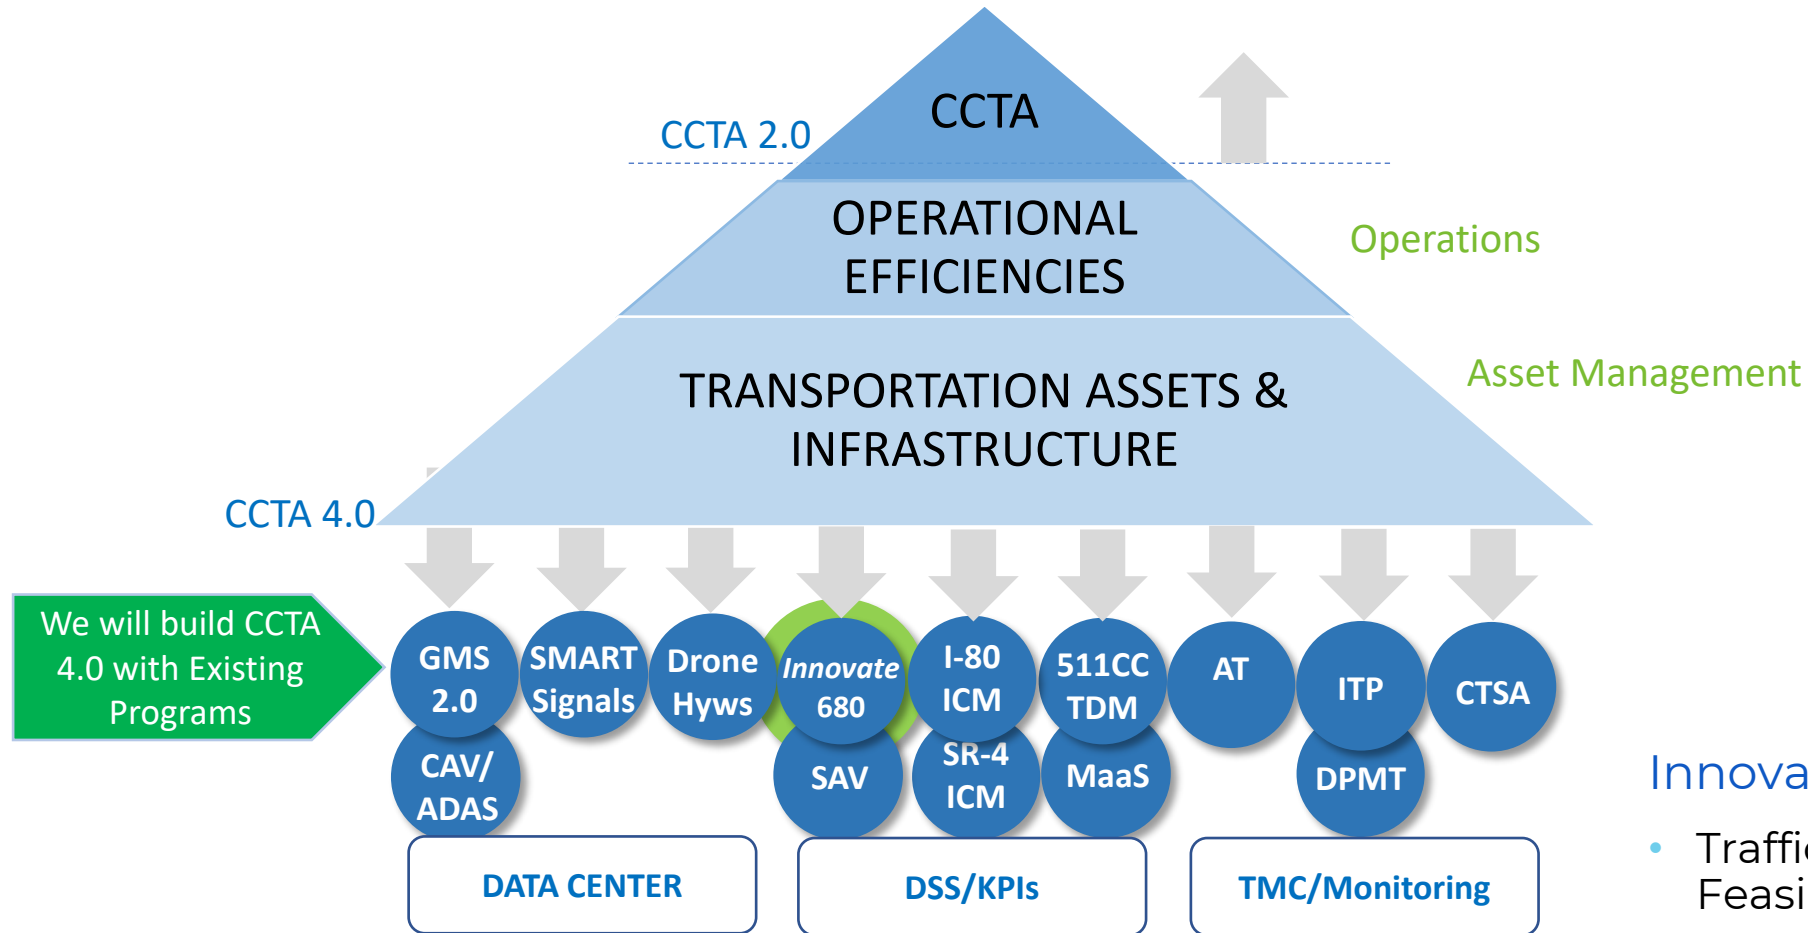 CCTA
CCTA 2.0
OPERATIONAL
EFFICIENCIES
Operations
TRANSPORTATION ASSETS &
INFRASTRUCTURE
Asset Management
CCTA 4.0
We will build CCTA
4.0 with Existing
Programs
GMS
2.0
SMART
Signals
Drone
Hyws
Innovate
680
I-80
ICM
511CC
TDM
AT
ITP
CTSA
CAV/
ADAS
SAV
SR-4
ICM
MaaS
DPMT
DATA CENTER
DSS/KPIs
TMC/Monitoring